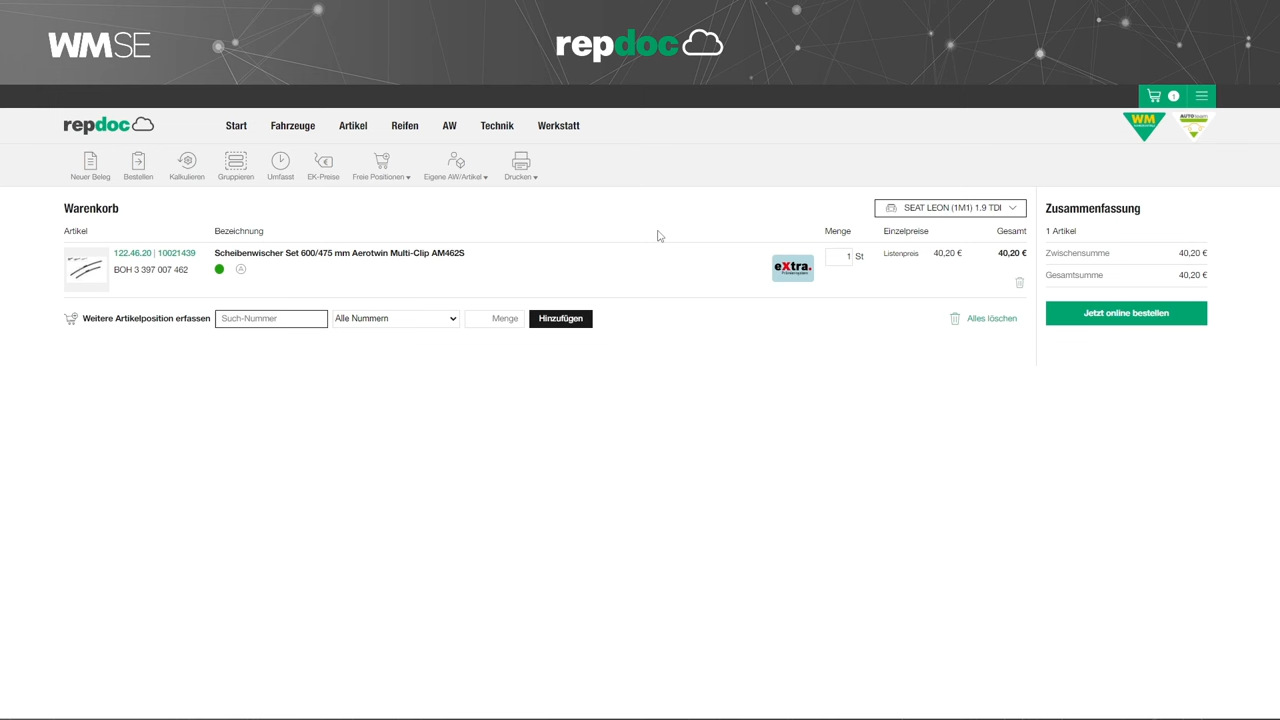 WMSE
repdoc
1
repdoc
Start Fahrzeuge Artikel Reifen AW Technik Werkstatt
WM
AUTOteam
Neuer Beleg Bestellen Kalkulieren Gruppieren Umfasst EK-Preise Freie Positionen Eigene AW/Artikel Drucken
Warenkorb
SEAT LEON (1M1) 1.9 TDI
Zusammenfassung
Artikel Bezeichnung Menge Einzelpreise Gesamt
1 Artikel
122.46.20 | 10021439
Scheibenwischer Set 600/475 mm Aerotwin Multi-Clip AM462S
1 St
Listenpreis 40,20 € 40,20 €
Zwischensumme 40,20 €
BOH 3 397 007 462
eXtra.
Gesamtsumme 40,20 €
Weitere Artikelposition erfassen Such-Nummer Alle Nummern Menge Hinzufügen
Alles löschen
Jetzt online bestellen